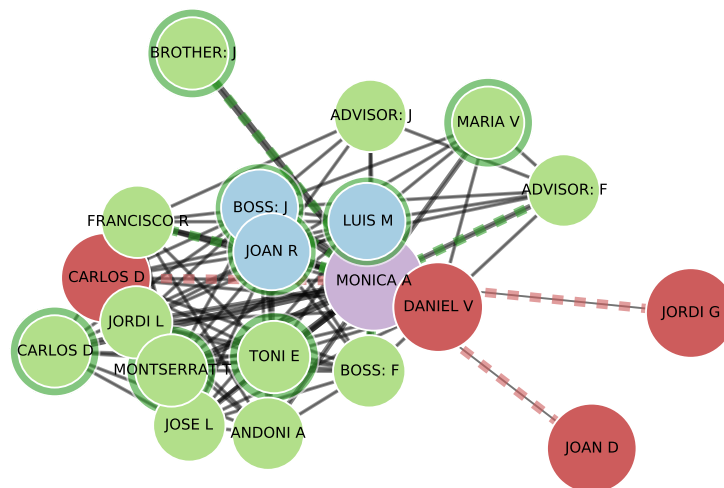 BROTHER: J
ADVISOR: J
MARIA V
ADVISOR: F
BOSS: J
FRANCISCO R
LUIS M
JOAN R
CARLOS D
MONICA A
DANIEL V
JORDI G
JORDI L
CARLOS D
TONI E
MONTSERRAT T
BOSS: F
JOSE L
ANDONI A
JOAN D